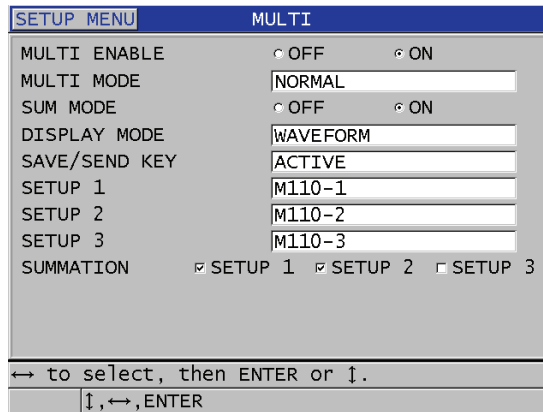 SETUP MENU MULTI
MULTI ENABLE OFF ON
MULTI MODE NORMAL
SUM MODE OFF ON
DISPLAY MODE WAVEFORM
SAVE/SEND KEY ACTIVE
SETUP 1 M110-1
SETUP 2 M110-2
SETUP 3 M110-3
SUMMATION SETUP 1 SETUP 2 SETUP 3
↔ to select, then ENTER or ↕.
↕,↔,ENTER